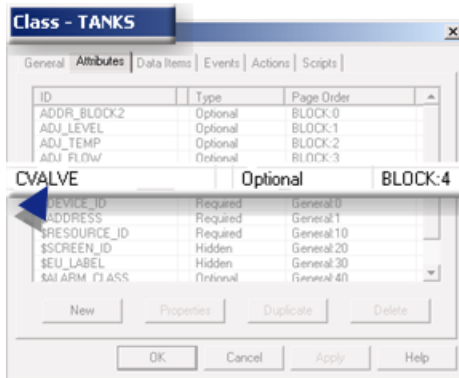 Class - TANKS
x
General Attributes Data Items Events Actions Scripts
ID Type Page Order
ADDR_BLOCK2 Optional BLOCK:0
ADJ_LEVEL Optional BLOCK:1
ADJ_TEMP Optional BLOCK:2
ADJ_FLOW Optional BLOCK:3
CVALVE Optional BLOCK:4
DEVICE_ID Required General:0
ADDRESS Required General:1
$RESOURCE_ID Required General:10
$SCREEN_ID Hidden General:20
$EU_LABEL Hidden General:30
$ALARM_CLASS Optional General:40
New Properties Duplicate Delete
OK Cancel Apply Help